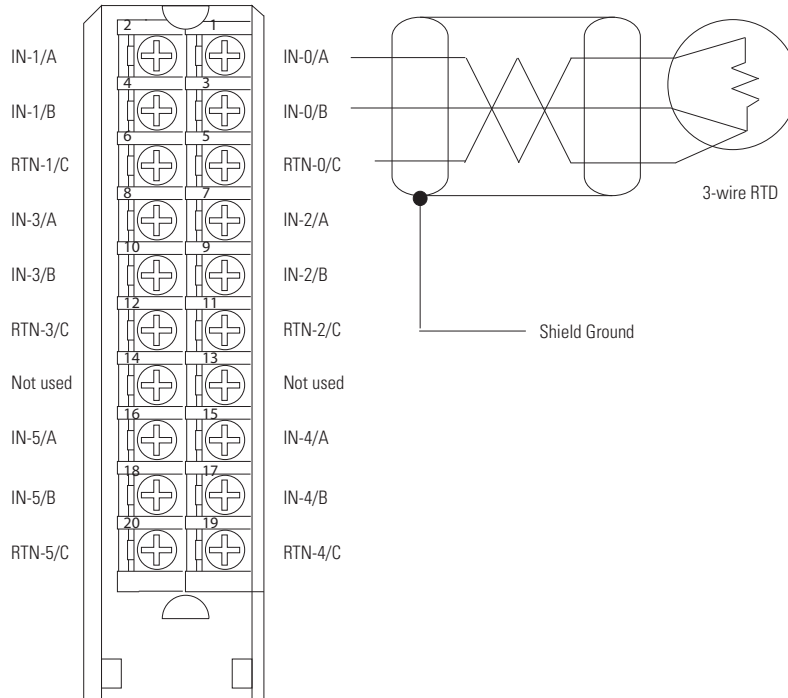 2 1
IN-1/A IN-0/A
4 3
IN-1/B IN-0/B
6 5
RTN-1/C RTN-0/C
3-wire RTD
8 7
IN-3/A IN-2/A
10 9
IN-3/B IN-2/B
12 11
RTN-3/C RTN-2/C
Shield Ground
14 13
Not used Not used
16 15
IN-5/A IN-4/A
18 17
IN-5/B IN-4/B
20 19
RTN-5/C RTN-4/C